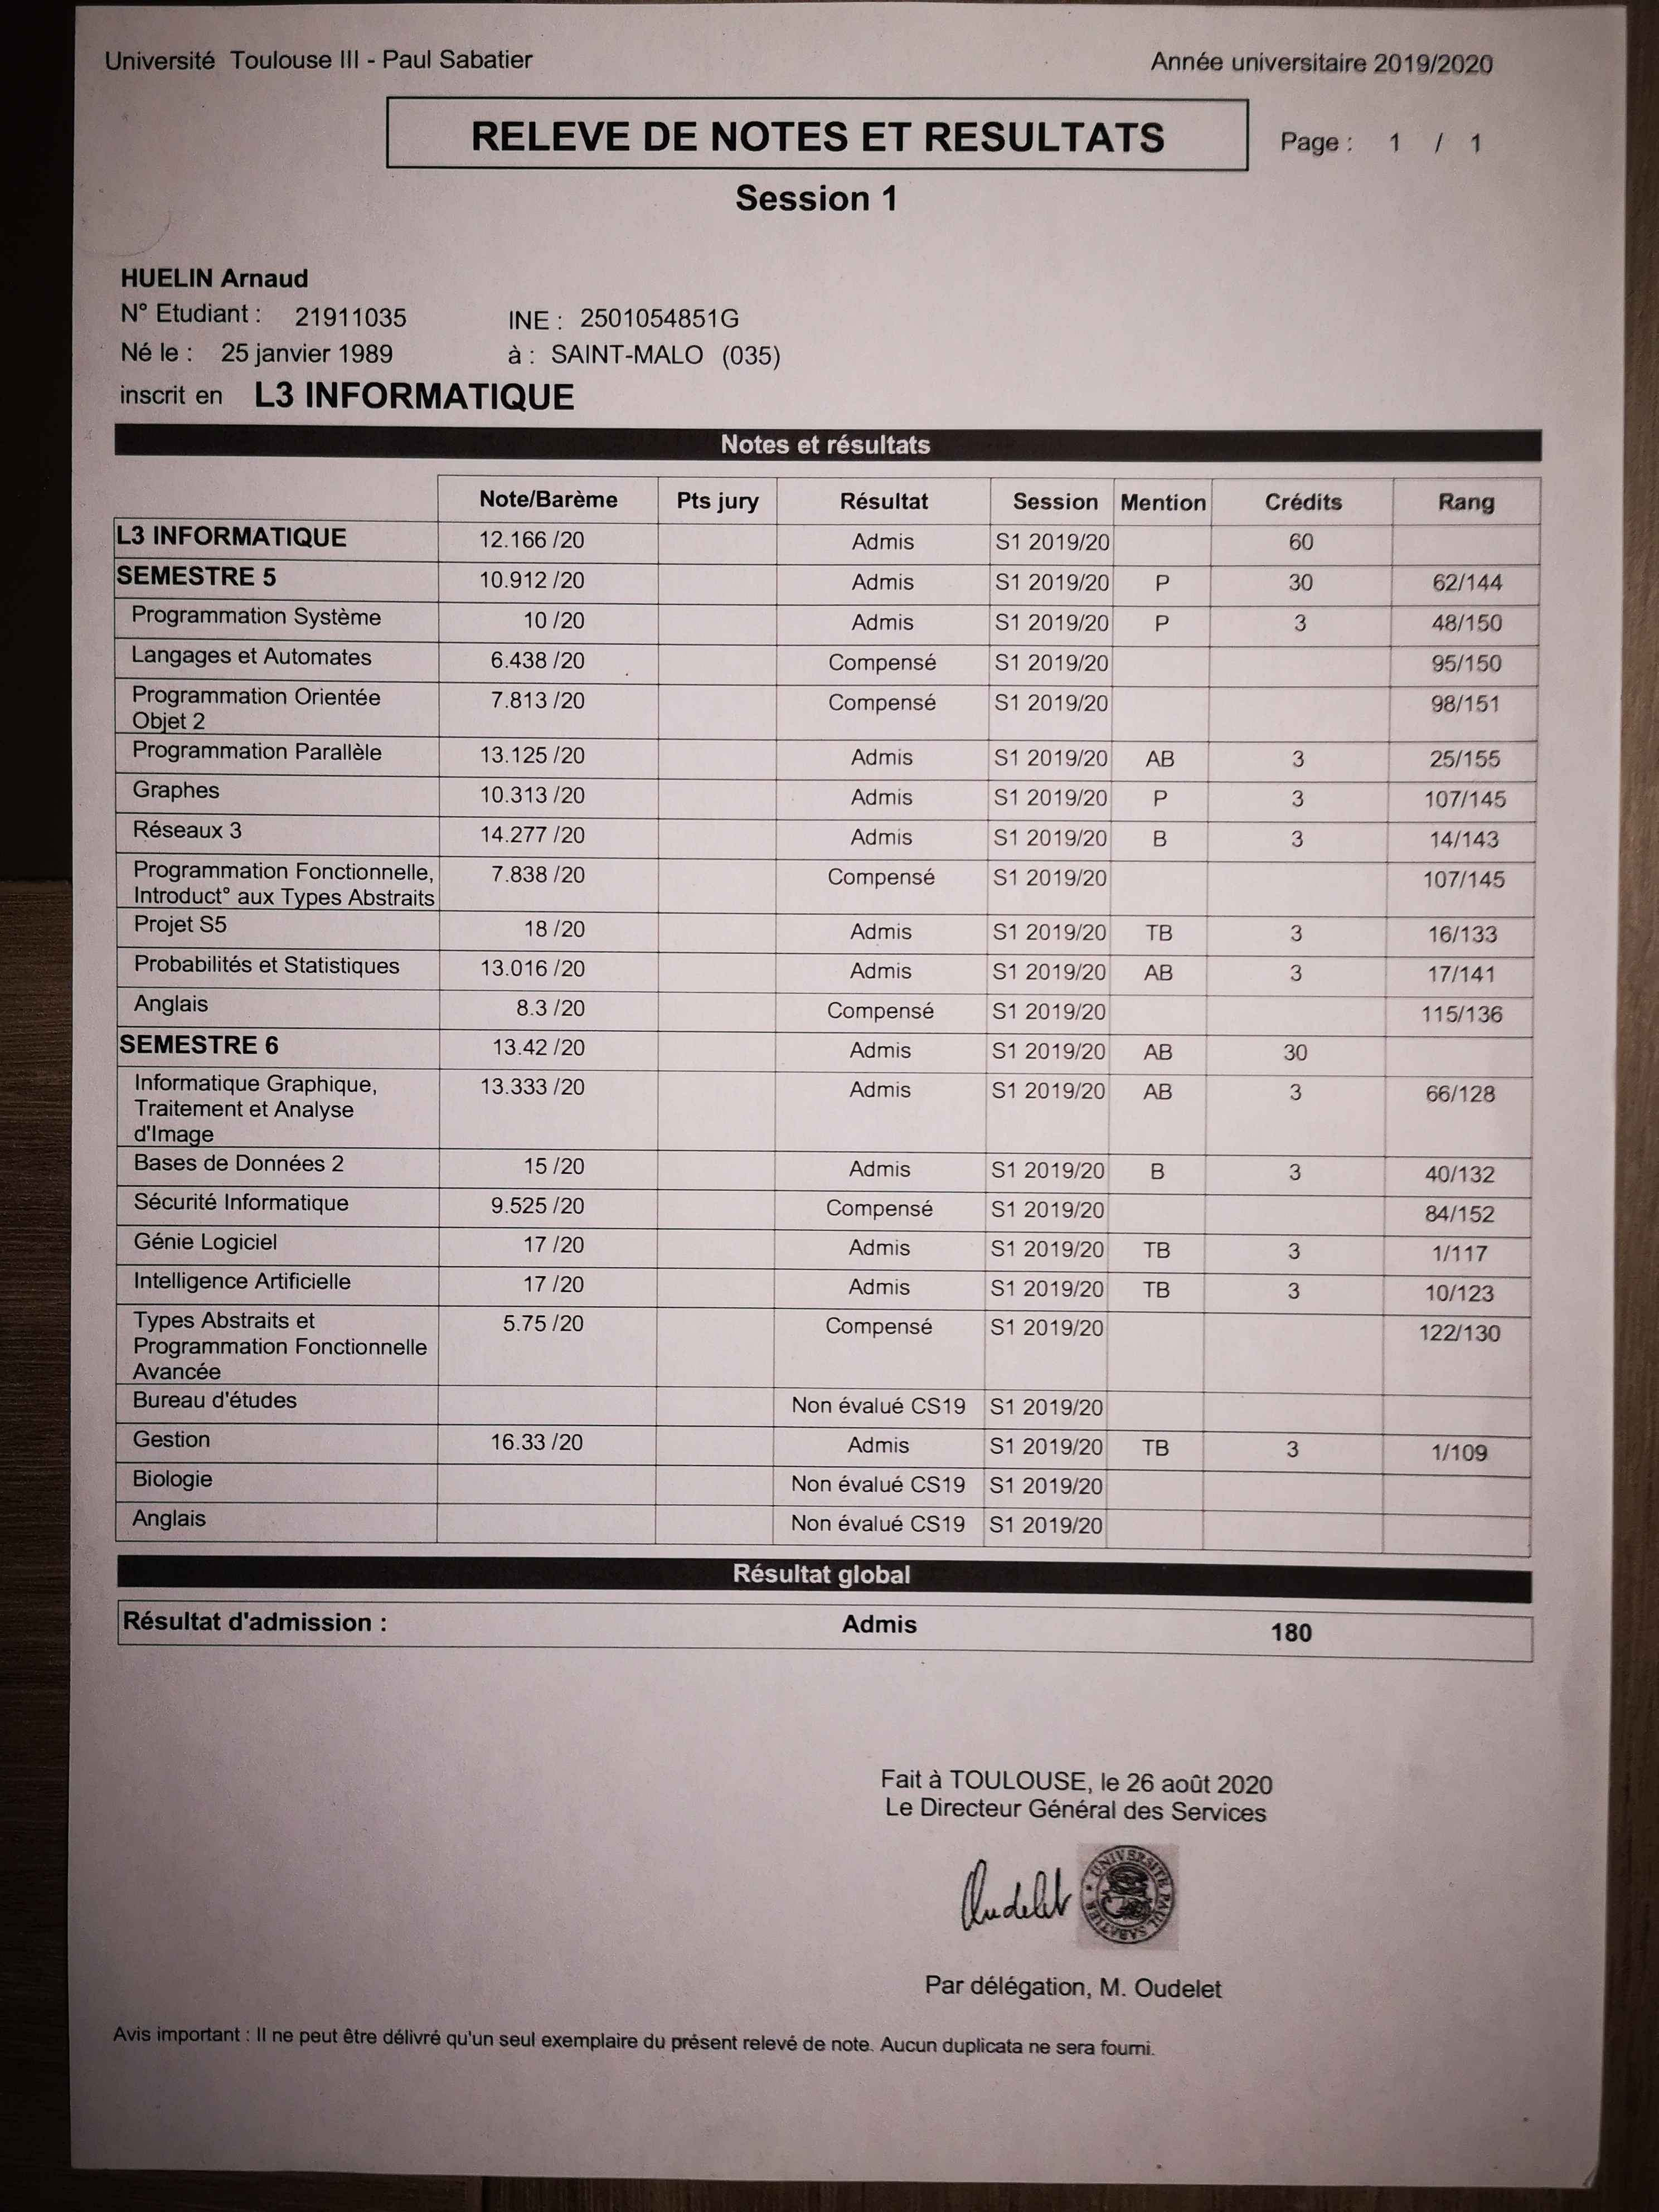 Université Toulouse III - Paul Sabatier
Année universitaire 2019/2020
RELEVE DE NOTES ET RESULTATS
Page : 1 / 1
Session 1
HUELIN Arnaud
N° Etudiant : 21911035 INE : 2501054851G
Né le : 25 janvier 1989 à : SAINT-MALO (035)
inscrit en L3 INFORMATIQUE
Notes et résultats
Note/Barème Pts jury Résultat Session Mention Crédits Rang
L3 INFORMATIQUE 12.166 /20 Admis S1 2019/20 60
SEMESTRE 5 10.912 /20 Admis S1 2019/20 P 30 62/144
Programmation Système 10 /20 Admis S1 2019/20 P 3 48/150
Langages et Automates 6.438 /20 Compensé S1 2019/20 95/150
Programmation Orientée 7.813 /20 Compensé S1 2019/20 98/151
Objet 2
Programmation Parallèle 13.125 /20 Admis S1 2019/20 AB 3 25/155
Graphes 10.313 /20 Admis S1 2019/20 P 3 107/145
Réseaux 3 14.277 /20 Admis S1 2019/20 B 3 14/143
Programmation Fonctionnelle, 7.838 /20 Compensé S1 2019/20 107/145
Introduct° aux Types Abstraits
Projet S5 18 /20 Admis S1 2019/20 TB 3 16/133
Probabilités et Statistiques 13.016 /20 Admis S1 2019/20 AB 3 17/141
Anglais 8.3 /20 Compensé S1 2019/20 115/136
SEMESTRE 6 13.42 /20 Admis S1 2019/20 AB 30
Informatique Graphique, 13.333 /20 Admis S1 2019/20 AB 3 66/128
Traitement et Analyse
d'Image
Bases de Données 2 15 /20 Admis S1 2019/20 B 3 40/132
Sécurité Informatique 9.525 /20 Compensé S1 2019/20 84/152
Génie Logiciel 17 /20 Admis S1 2019/20 TB 3 1/117
Intelligence Artificielle 17 /20 Admis S1 2019/20 TB 3 10/123
Types Abstraits et 5.75 /20 Compensé S1 2019/20 122/130
Programmation Fonctionnelle
Avancée
Bureau d'études Non évalué CS19 S1 2019/20
Gestion 16.33 /20 Admis S1 2019/20 TB 3 1/109
Biologie Non évalué CS19 S1 2019/20
Anglais Non évalué CS19 S1 2019/20
Résultat global
Résultat d'admission : Admis 180
Fait à TOULOUSE, le 26 août 2020
Le Directeur Général des Services
Oudelet
UNIVERSITE PAUL SABATIER
Par délégation, M. Oudelet
Avis important : Il ne peut être délivré qu'un seul exemplaire du présent relevé de note. Aucun duplicata ne sera fourni.